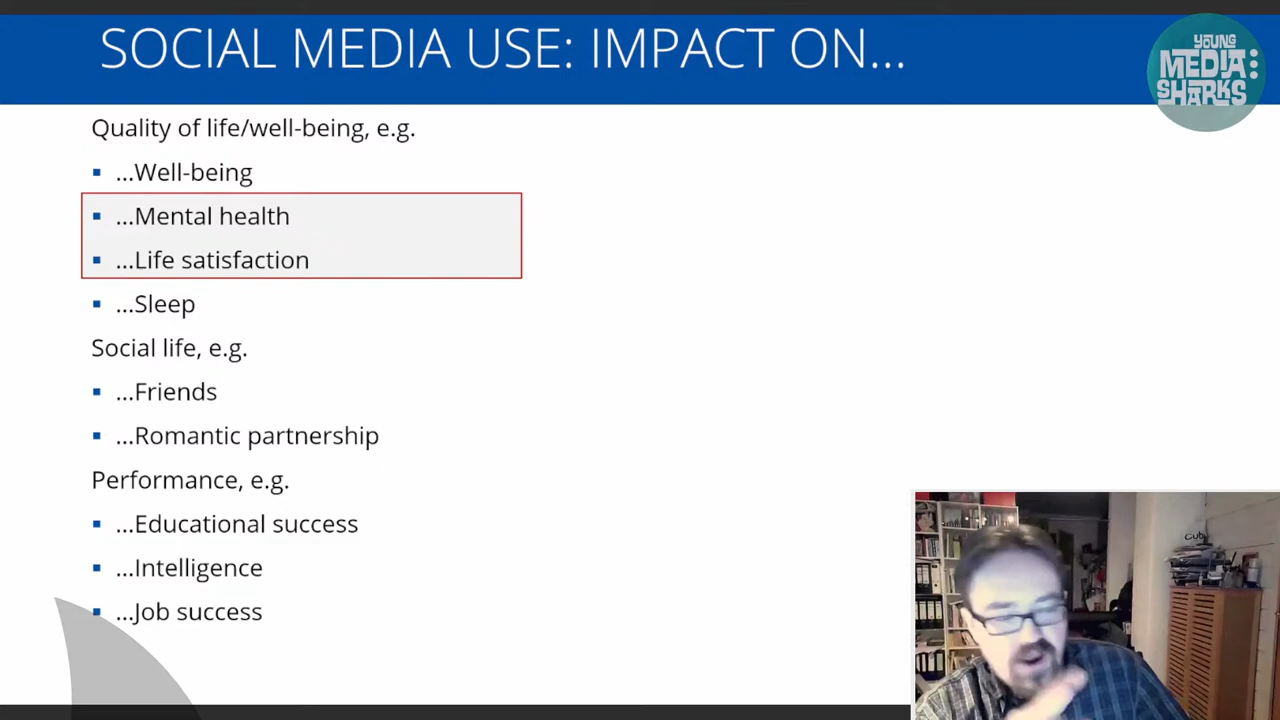 SOCIAL MEDIA USE: IMPACT ON...
YOUNG
MEDIA:
SHARKS
Quality of life/well-being, e.g.
▪ ...Well-being
▪ ...Mental health
▪ ...Life satisfaction
▪ ...Sleep
Social life, e.g.
▪ ...Friends
▪ ...Romantic partnership
Performance, e.g.
▪ ...Educational success
▪ ...Intelligence
▪ ...Job success